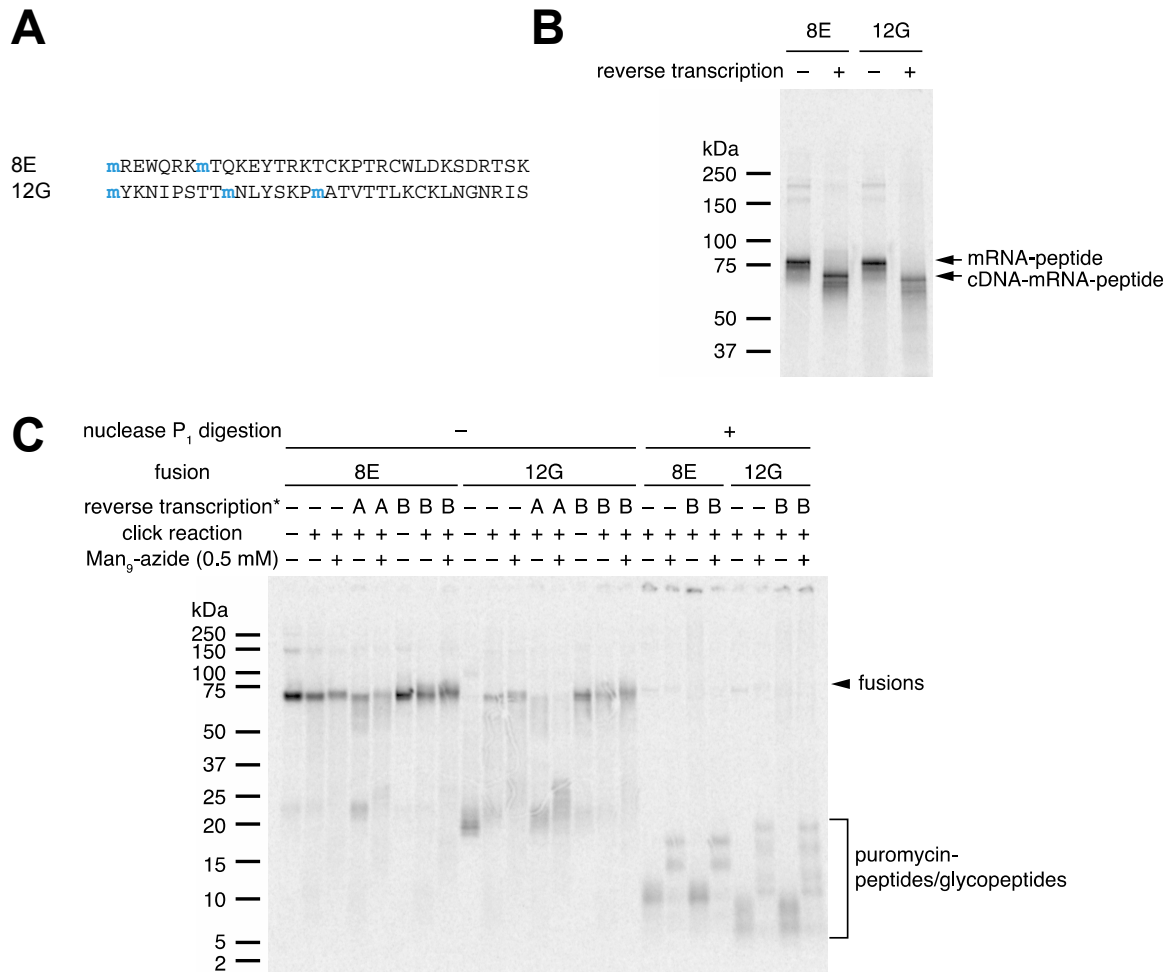 A
8E mREWQRKmTQKEYTRKTCKPTRCWLDKSDRTSK
12G mYKNIPSTTmNLYSKPmATVTTLKCKLNGNRIS
B
8E 12G
reverse transcription – + – +
kDa
250
150
100
75
50
37
mRNA-peptide
cDNA-mRNA-peptide
C
nuclease P1 digestion – +
fusion 8E 12G 8E 12G
reverse transcription* – – – A A B B B – – – A A B B B – – B B – – B B
click reaction – + + + + – + + – + + + + – + + + + + + + + + +
Man9-azide (0.5 mM) – – + – + – – + – – + – + – – + – + – + – + – +
kDa
250
150
100
75
50
37
25
20
15
10
5
2
fusions
puromycin-
peptides/glycopeptides